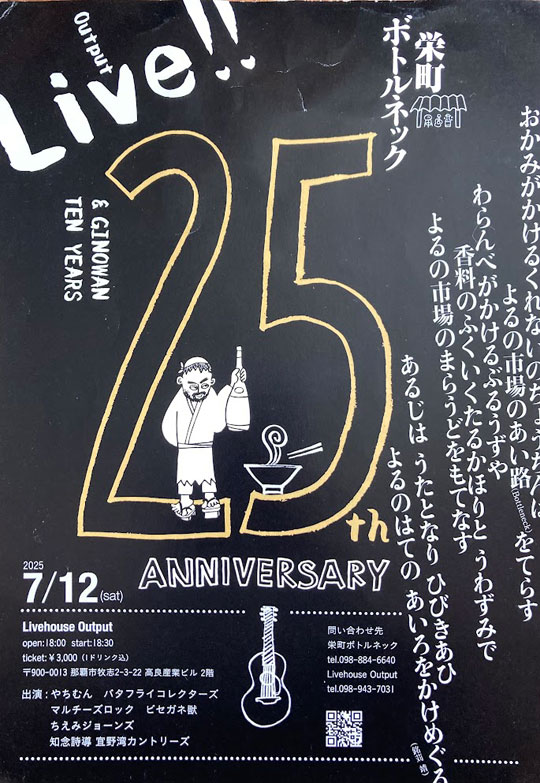 Output
Live!!
栄町
ボトルネック
25th
ANNIVERSARY
& GINOWAN
TEN YEARS
おかみがかけるくれないのちょうちんは
よるの市場のあい路(Bottleneck)をてらす
わらんべがかけるぶるうずや
香料のふくいくたるかほりと うわずみで
よるの市場のまらうどをもてなす
あるじは うたとなり ひびきあひ
よるのはての あいろをかけめぐる
2025
7/12(sat)
Livehouse Output
open:18:00 start:18:30
ticket:¥3,000 (1ドリンク込)
〒900-0013 那覇市牧志2-3-22 高良産業ビル 2階
出演:やちむん バタフライコレクターズ
マルチーズロック ピセガネ獣
ちえみジョーンズ
知念詩導 宜野湾カントリーズ
問い合わせ先
栄町ボトルネック
tel.098-884-6640
Livehouse Output
tel.098-943-7031